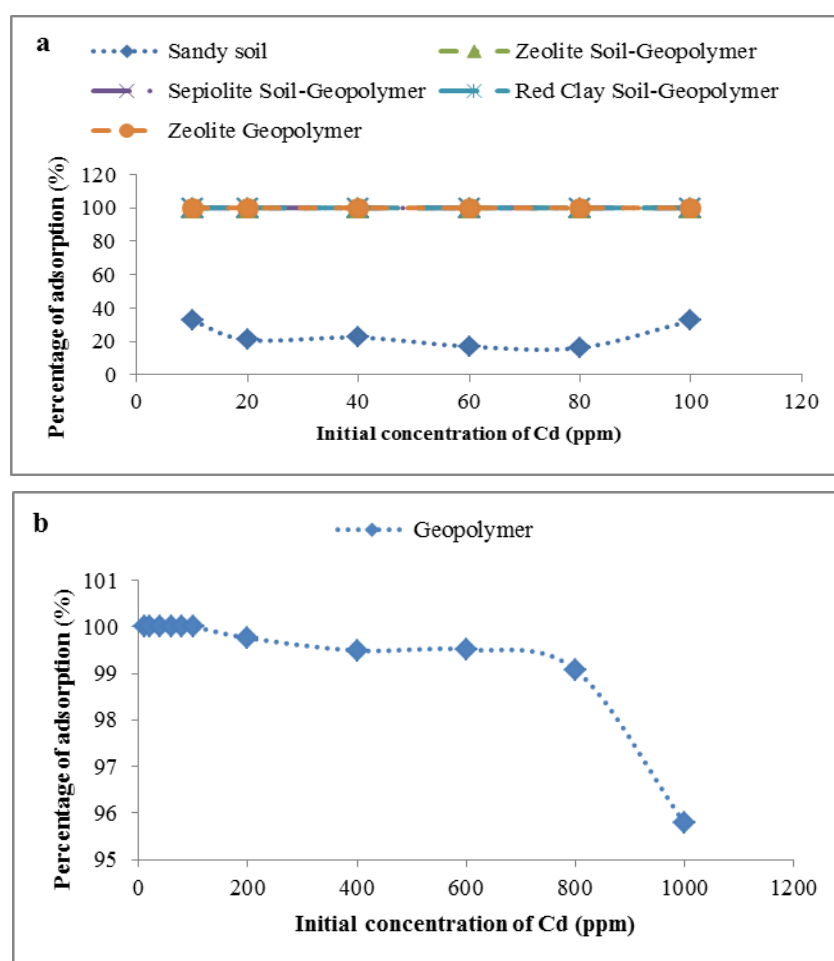 a
Sandy soil
Zeolite Soil-Geopolymer
Sepiolite Soil-Geopolymer
Red Clay Soil-Geopolymer
Zeolite Geopolymer
Percentage of adsorption (%)
120
100
80
60
40
20
0
0 20 40 60 80 100 120
Initial concentration of Cd (ppm)
b
Geopolymer
Percentage of adsorption (%)
101
100
99
98
97
96
95
0 200 400 600 800 1000 1200
Initial concentration of Cd (ppm)